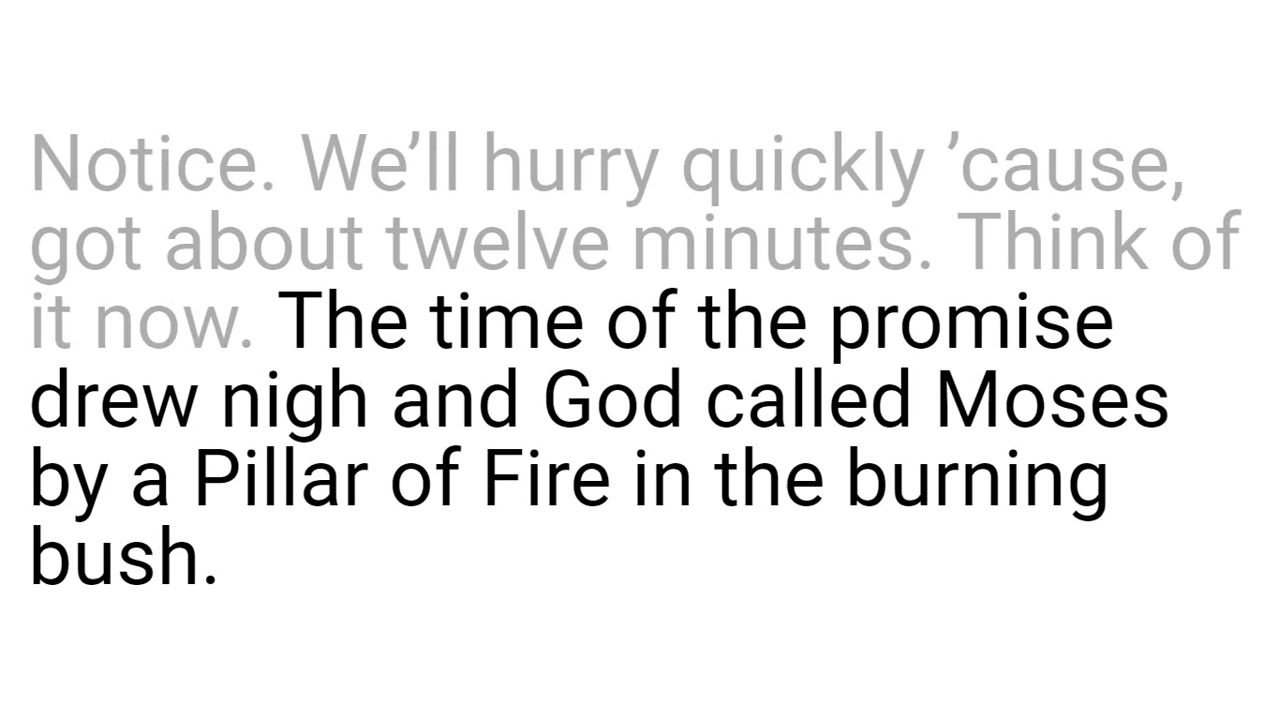 Notice. We’ll hurry quickly ’cause,
got about twelve minutes. Think of
it now. The time of the promise
drew nigh and God called Moses
by a Pillar of Fire in the burning
bush.